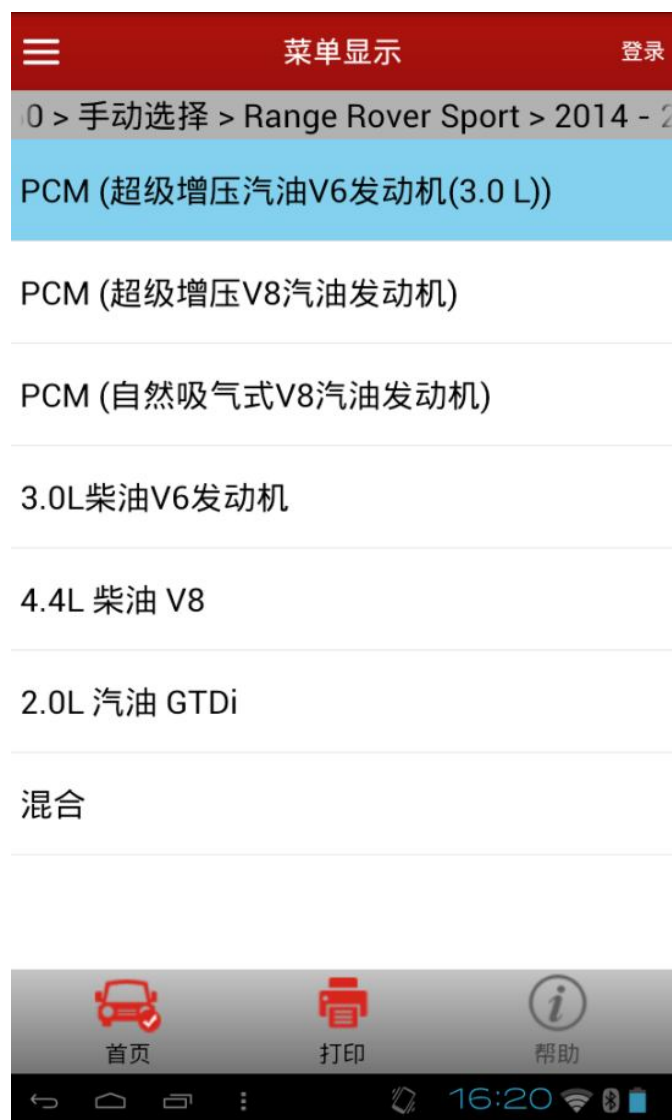 菜单显示
登录
0 > 手动选择 > Range Rover Sport > 2014 - 2
PCM (超级增压汽油V6发动机(3.0 L))
PCM (超级增压V8汽油发动机)
PCM (自然吸气式V8汽油发动机)
3.0L柴油V6发动机
4.4L 柴油 V8
2.0L 汽油 GTDi
混合
首页
打印
帮助
16:20